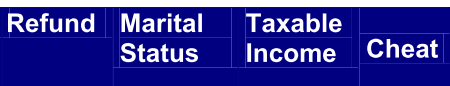 Refund
Marital
Status
Taxable
Income
Cheat